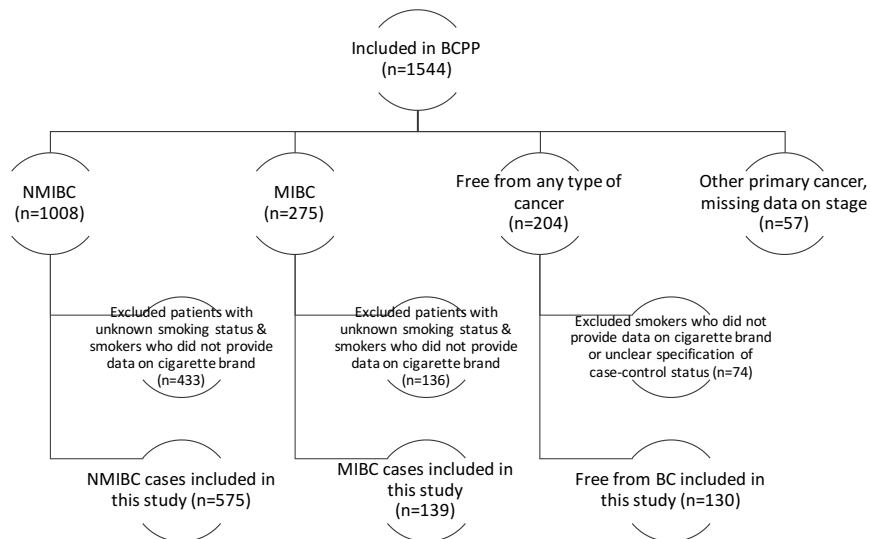 Included in BCPP
(n=1544)
NMIBC
(n=1008)
MIBC
(n=275)
Free from any type of
cancer
(n=204)
Other primary cancer,
missing data on stage
(n=57)
Excluded patients with
unknown smoking status &
smokers who did not provide
data on cigarette brand
(n=433)
Excluded patients with
unknown smoking status &
smokers who did not provide
data on cigarette brand
(n=136)
Excluded smokers who did not
provide data on cigarette brand
or unclear specification of
case-control status (n=74)
NMIBC cases included in
this study (n=575)
MIBC cases included in
this study
(n=139)
Free from BC included in
this study (n=130)